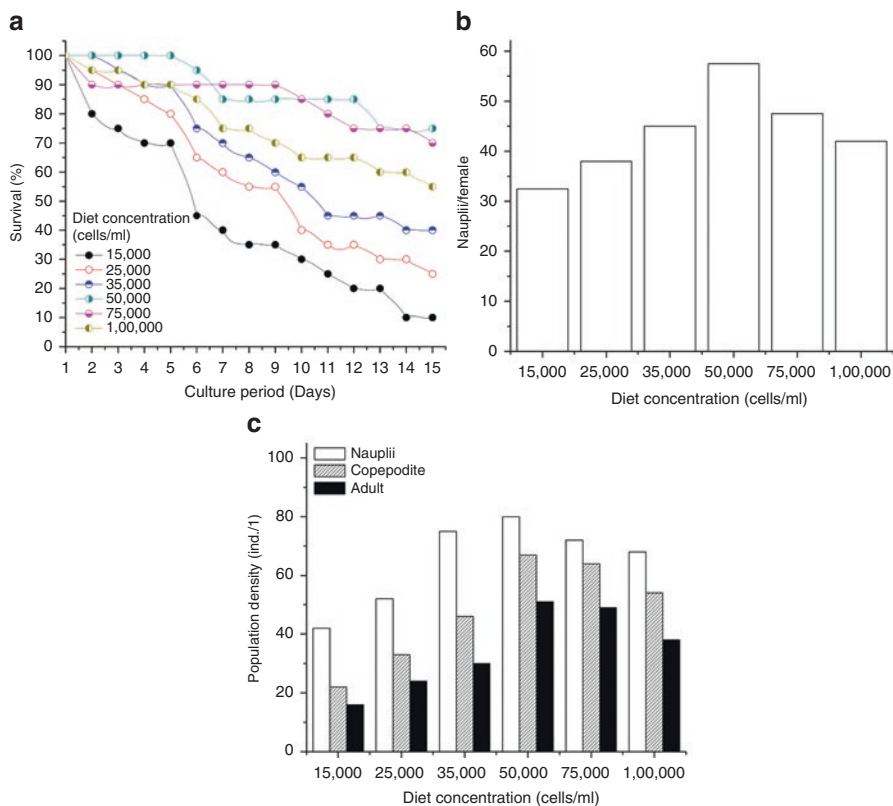 a
100
90
80
70
60
50
40
30
20
10
0
Survival (%)
Diet concentration
(cells/ml)
15,000
25,000
35,000
50,000
75,000
1,00,000
1 2 3 4 5 6 7 8 9 10 11 12 13 14 15
Culture period (Days)
b
60
50
40
30
20
10
0
Nauplii/female
15,000 25,000 35,000 50,000 75,000 1,00,000
Diet concentration (cells/ml)
c
100
80
60
40
20
0
Population density (ind./1)
Nauplii
Copepodite
Adult
15,000 25,000 35,000 50,000 75,000 1,00,000
Diet concentration (cells/ml)